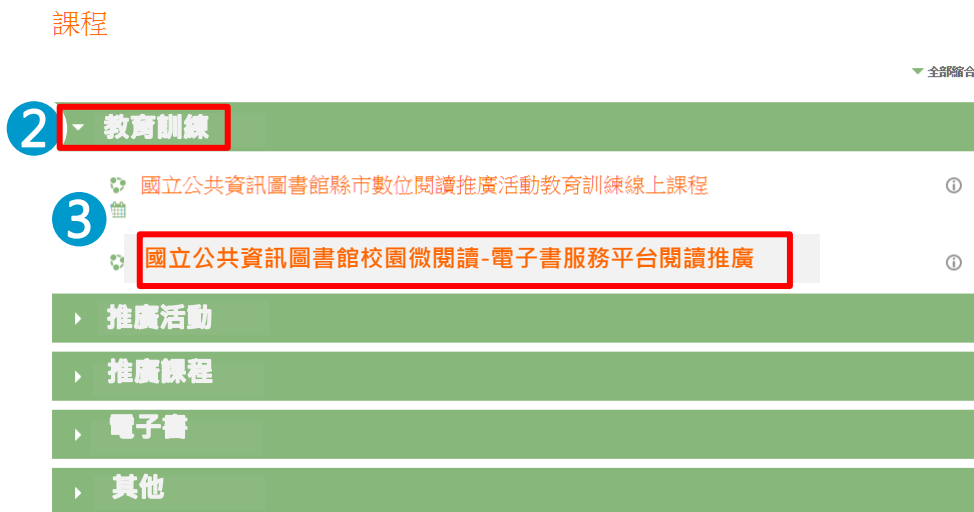 課程
全部縮合
2 教育訓練
國立公共資訊圖書館縣市數位閱讀推廣活動教育訓練線上課程
3
國立公共資訊圖書館校園微閱讀-電子書服務平台閱讀推廣
推廣活動
推廣課程
電子書
其他